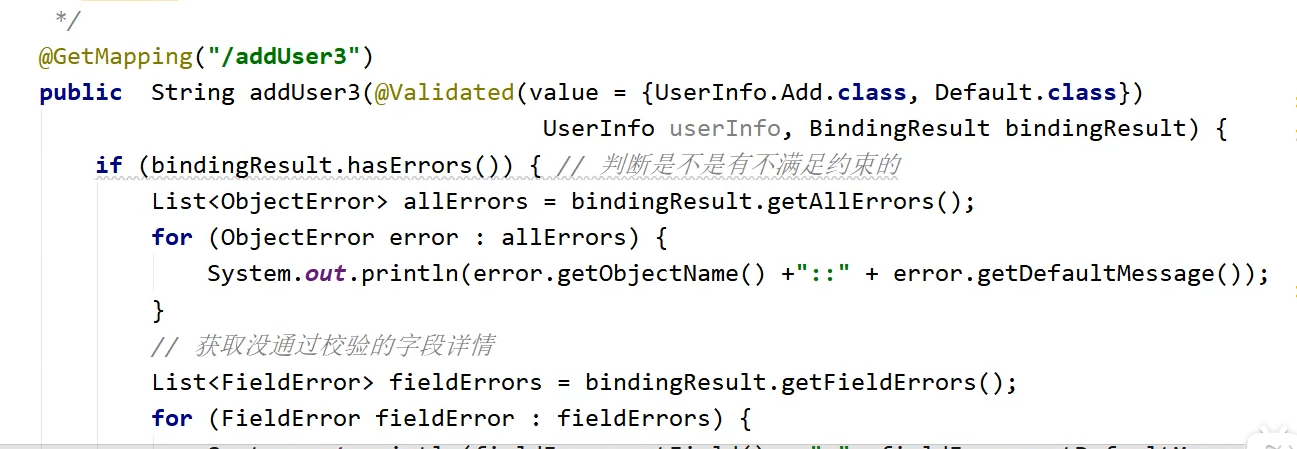 */
@GetMapping("/addUser3")
public  String addUser3(@Validated(value = {UserInfo.Add.class, Default.class})
UserInfo userInfo, BindingResult bindingResult) {
if (bindingResult.hasErrors()) { // 判断是不是有不满足约束的
List<ObjectError> allErrors = bindingResult.getAllErrors();
for (ObjectError error : allErrors) {
System.out.println(error.getObjectName() +"::" + error.getDefaultMessage());
}
// 获取没通过校验的字段详情
List<FieldError> fieldErrors = bindingResult.getFieldErrors();
for (FieldError fieldError : fieldErrors) {